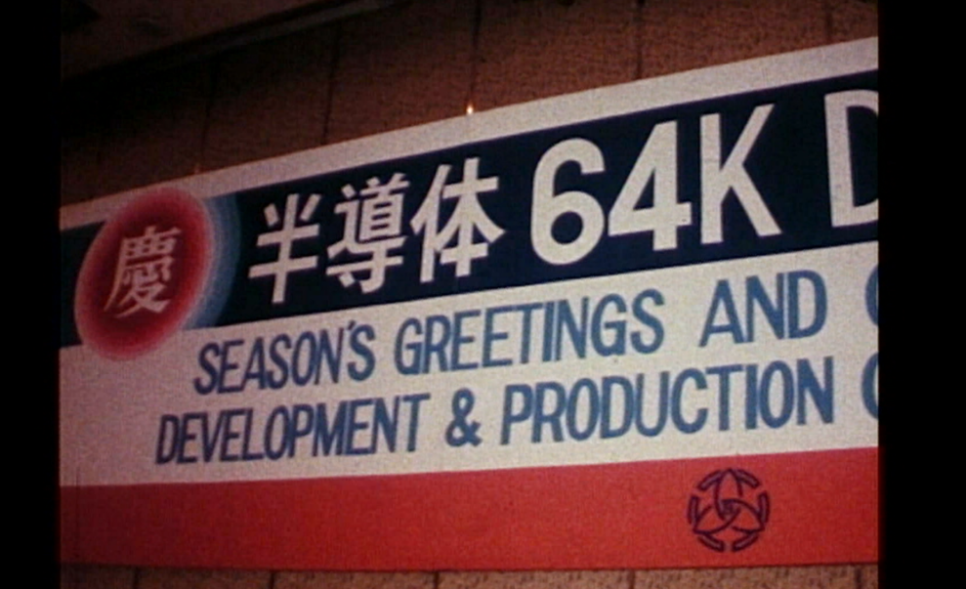 慶 半導体 64K D
SEASON'S GREETINGS AND
DEVELOPMENT & PRODUCTION